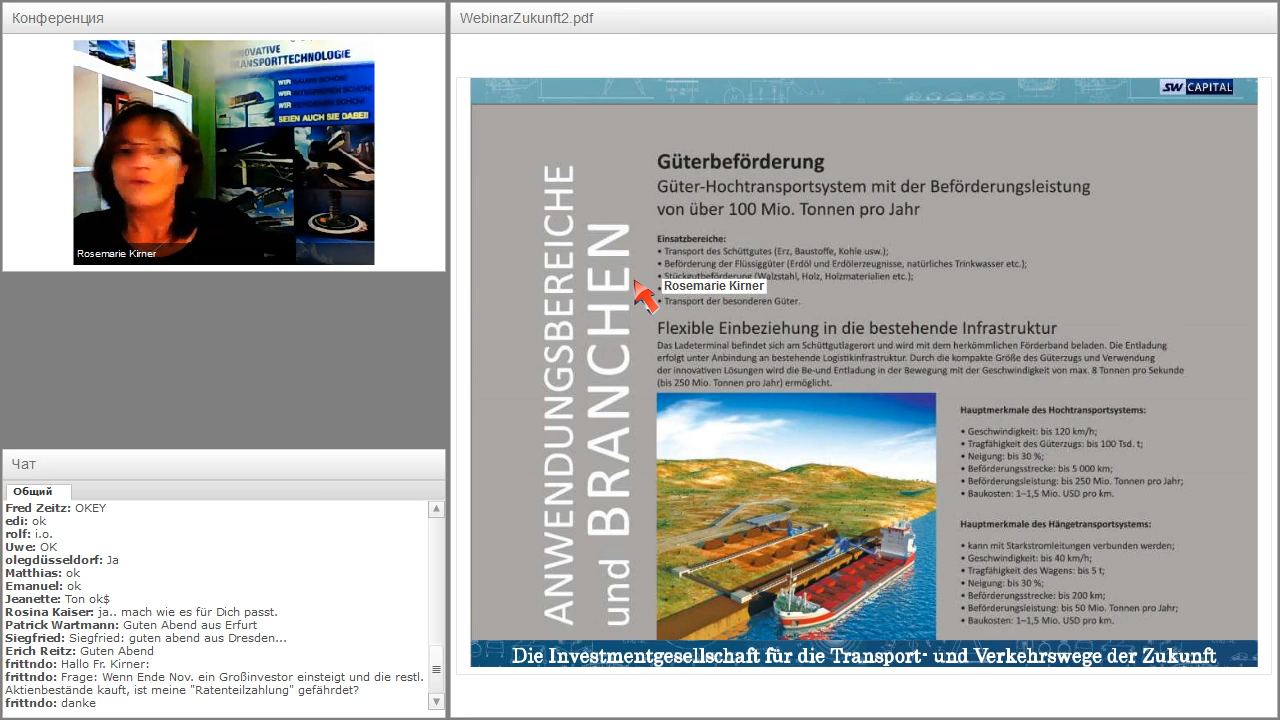 Конференция
INNOVATIVE
TRANSPORTTECHNOLOGIE
WIR
WIR
WIR
SEIEN AUCH SIE DABEI!
Rosemarie Kirner
Чат
Общий
Fred Zeitz: OKEY
edi: ok
rolf: i.o.
Uwe: OK
olegdüsseldorf: Ja
Matthias: ok
Emanuel: ok
Jeanette: Ton ok$
Rosina Kaiser: ja.. mach wie es für Dich passt.
Patrick Wartmann: Guten Abend aus Erfurt
Siegfried: Siegfried: guten abend aus Dresden...
Erich Reitz: Guten Abend
frittndo: Hallo Fr. Kirner:
frittndo: Frage: Wenn Ende Nov. ein Großinvestor einsteigt und die restl.
Aktienbestände kauft, ist meine "Ratenteilzahlung" gefährdet?
frittndo: danke
WebinarZukunft2.pdf
SW CAPITAL
ANWENDUNGSBEREICHE
und BRANCHEN
Güterbeförderung
Güter-Hochtransportsystem mit der Beförderungsleistung
von über 100 Mio. Tonnen pro Jahr
Einsatzbereiche:
• Transport des Schüttgutes (Erz, Baustoffe, Kohle usw.);
• Beförderung der Flüssiggüter (Erdöl und Erdölerzeugnisse, natürliches Trinkwasser etc.);
• Stückgutbeförderung (Walzstahl, Holz, Holzmaterialien etc.);
Rosemarie Kirner
• Transport der besonderen Güter.
Flexible Einbeziehung in die bestehende Infrastruktur
Das Ladeterminal befindet sich am Schüttgutlagerort und wird mit dem herkömmlichen Förderband beladen. Die Entladung
erfolgt unter Anbindung an bestehende Logistikinfrastruktur. Durch die kompakte Größe des Güterzugs und Verwendung
der innovativen Lösungen wird die Be-und Entladung in der Bewegung mit der Geschwindigkeit von max. 8 Tonnen pro Sekunde
(bis 250 Mio. Tonnen pro Jahr) ermöglicht.
Hauptmerkmale des Hochtransportsystems:
• Geschwindigkeit: bis 120 km/h;
• Tragfähigkeit des Güterzugs: bis 100 Tsd. t;
• Neigung: bis 30 %;
• Beförderungsstrecke: bis 5 000 km;
• Beförderungsleistung: bis 250 Mio. Tonnen pro Jahr;
• Baukosten: 1–1,5 Mio. USD pro km.
Hauptmerkmale des Hängetransportsystems:
• kann mit Starkstromleitungen verbunden werden;
• Geschwindigkeit: bis 40 km/h;
• Tragfähigkeit des Wagens: bis 5 t;
• Neigung: bis 30 %;
• Beförderungsstrecke: bis 200 km;
• Beförderungsleistung: bis 50 Mio. Tonnen pro Jahr;
• Baukosten: 1–1,5 Mio. USD pro km.
Die Investmentgesellschaft für die Transport- und Verkehrswege der Zukunft